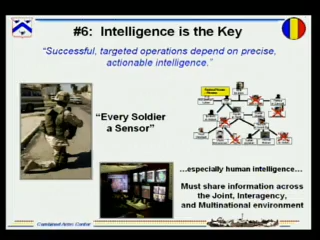 #6:  Intelligence is the Key
“Successful, targeted operations depend on precise,
actionable intelligence.”
“Every Soldier
a Sensor”
…especially human intelligence…
Must share information across
the Joint, Interagency,
and Multinational environment
Combined Arms Center